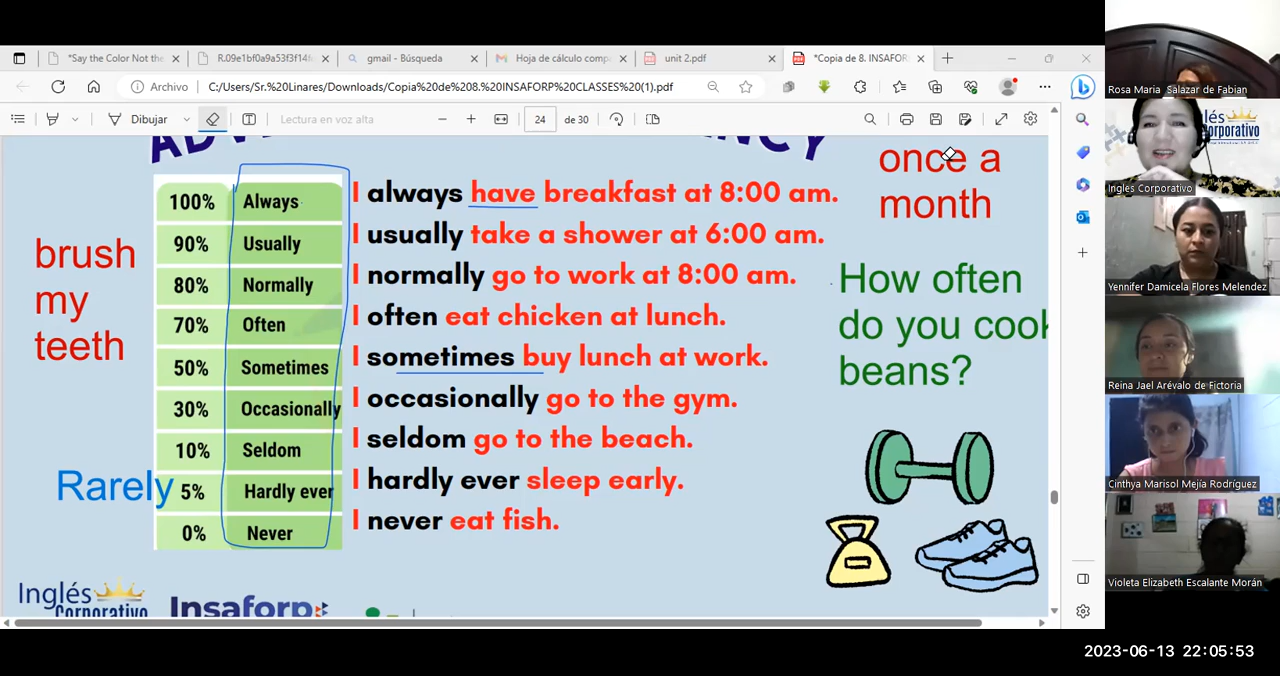 *Say the Color Not the
R.09e1bf0a9a53f3f14
gmail - Búsqueda
Hoja de cálculo comp
unit 2.pdf
*Copia de 8. INSAFOR
Archivo
C:/Users/Sr.%20Linares/Downloads/Copia%20de%208.%20INSAFORP%20CLASSES%20(1).pdf
Dibujar
Lectura en voz alta
24
de 30
100% Always I always have breakfast at 8:00 am.
90% Usually I usually take a shower at 6:00 am.
80% Normally I normally go to work at 8:00 am.
70% Often I often eat chicken at lunch.
50% Sometimes I sometimes buy lunch at work.
30% Occasionally I occasionally go to the gym.
10% Seldom I seldom go to the beach.
5% Hardly ever I hardly ever sleep early.
0% Never I never eat fish.
brush
my
teeth
Rarely
once a
month
How often
do you cook
beans?
Inglés
Corporativo
Insaforp
Rosa Maria Salazar de Fabian
Inglés
Corporativo
Ingles Corporativo
Yennifer Damicela Flores Melendez
Reina Jael Arévalo de Fictoria
Cinthya Marisol Mejía Rodríguez
Violeta Elizabeth Escalante Morán
2023-06-13 22:05:53